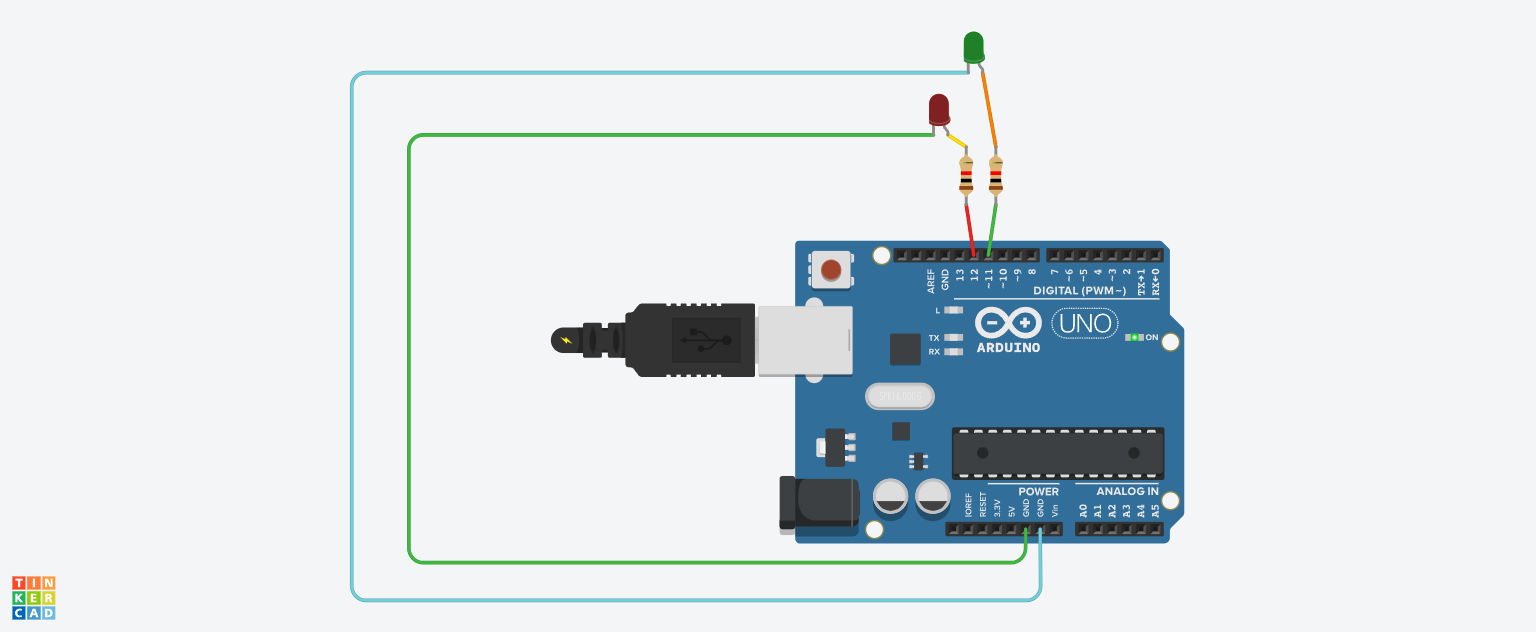 AREF
GND
13
12
~11
~10
~9
8
7
~6
~5
4
~3
2
TX→1
RX←0
DIGITAL (PWM~)
L
TX
RX
UNO
ARDUINO
ON
POWER
ANALOG IN
IOREF
RESET
3.3V
5V
GND
GND
Vin
A0
A1
A2
A3
A4
A5
TIN
KER
CAD